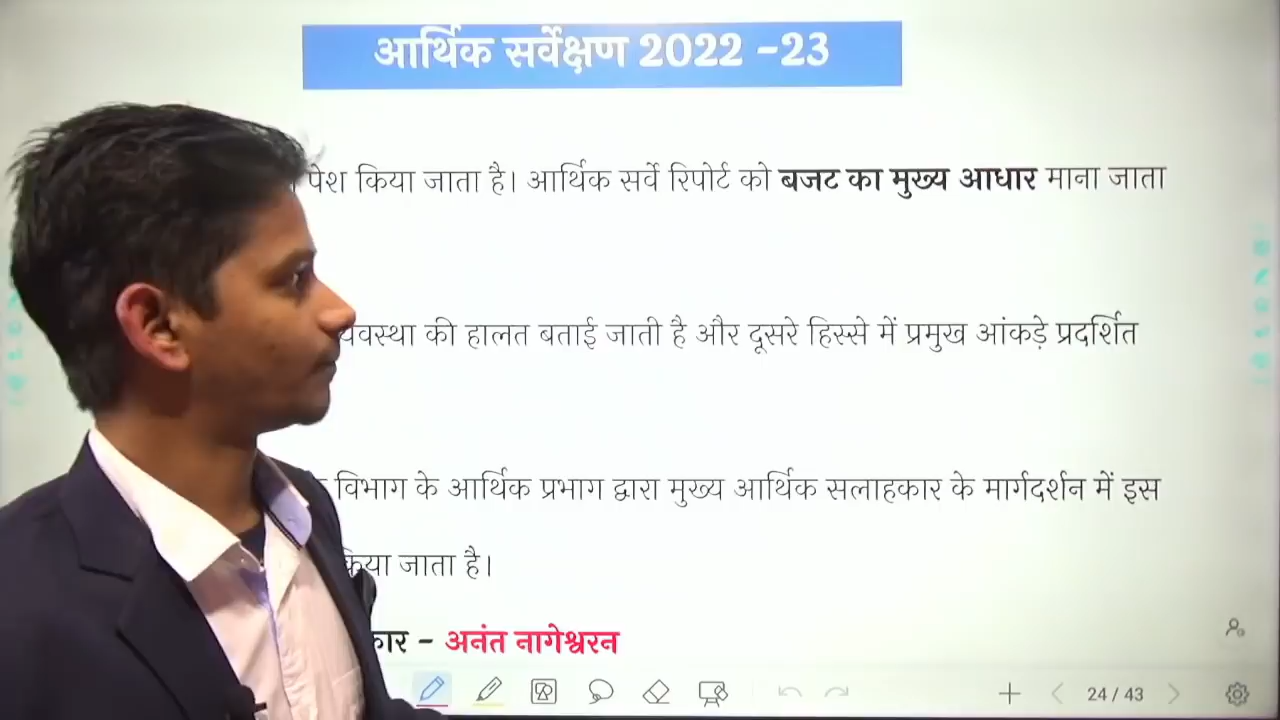 आर्थिक सर्वेक्षण 2022 -23
पेश किया जाता है। आर्थिक सर्वे रिपोर्ट को बजट का मुख्य आधार माना जाता
की हालत बताई जाती है और दूसरे हिस्से में प्रमुख आंकड़े प्रदर्शित
विभाग के आर्थिक प्रभाग द्वारा मुख्य आर्थिक सलाहकार के मार्गदर्शन में इस
किया जाता है।
– अनंत नागेश्वरन
24 / 43